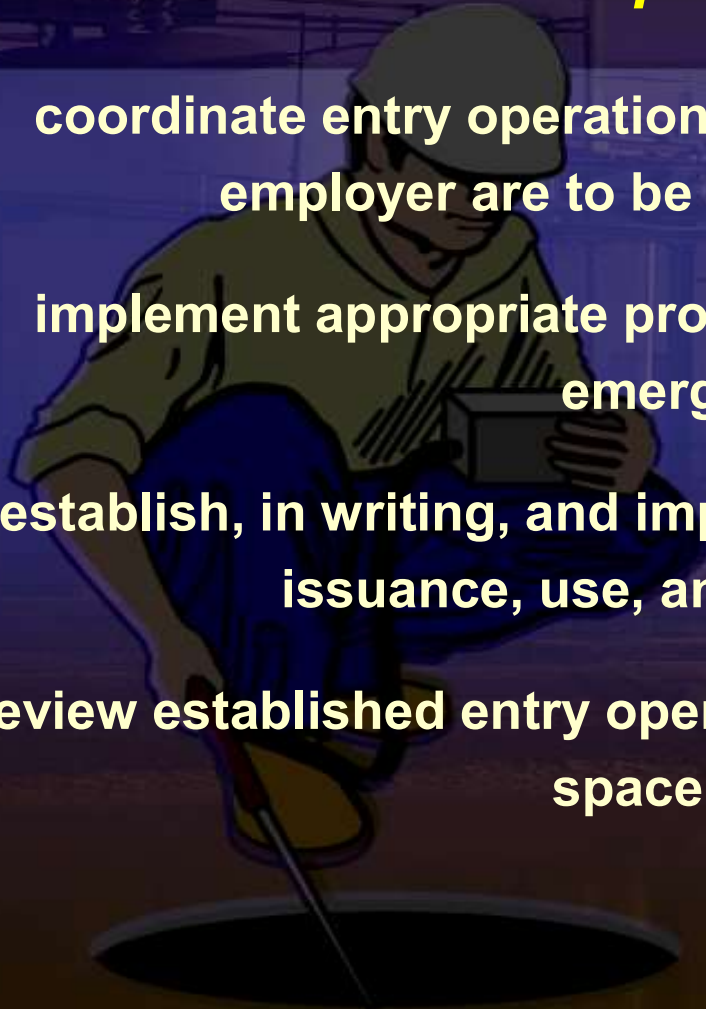 coordinate entry operation
employer are to be
implement appropriate pro
emerg
establish, in writing, and imp
issuance, use, an
eview established entry oper
space